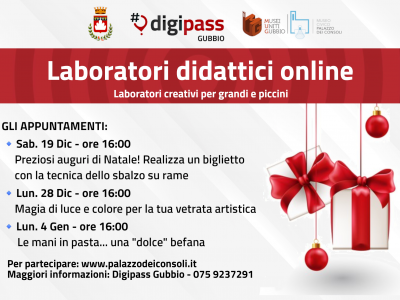 #digipass
GUBBIO
MUSEI
UNITI
GUBBIO
PALAZZO
DEI CONSOLI
Laboratori didattici online
Laboratori creativi per grandi e piccini
GLI APPUNTAMENTI:
Sab. 19 Dic - ore 16:00
Preziosi auguri di Natale! Realizza un biglietto
con la tecnica dello sbalzo su rame
Lun. 28 Dic - ore 16:00
Magia di luce e colore per la tua vetrata artistica
Lun. 4 Gen - ore 16:00
Le mani in pasta... una "dolce" befana
Per partecipare: www.palazzodeiconsoli.it
Maggiori informazioni: Digipass Gubbio - 075 9237291